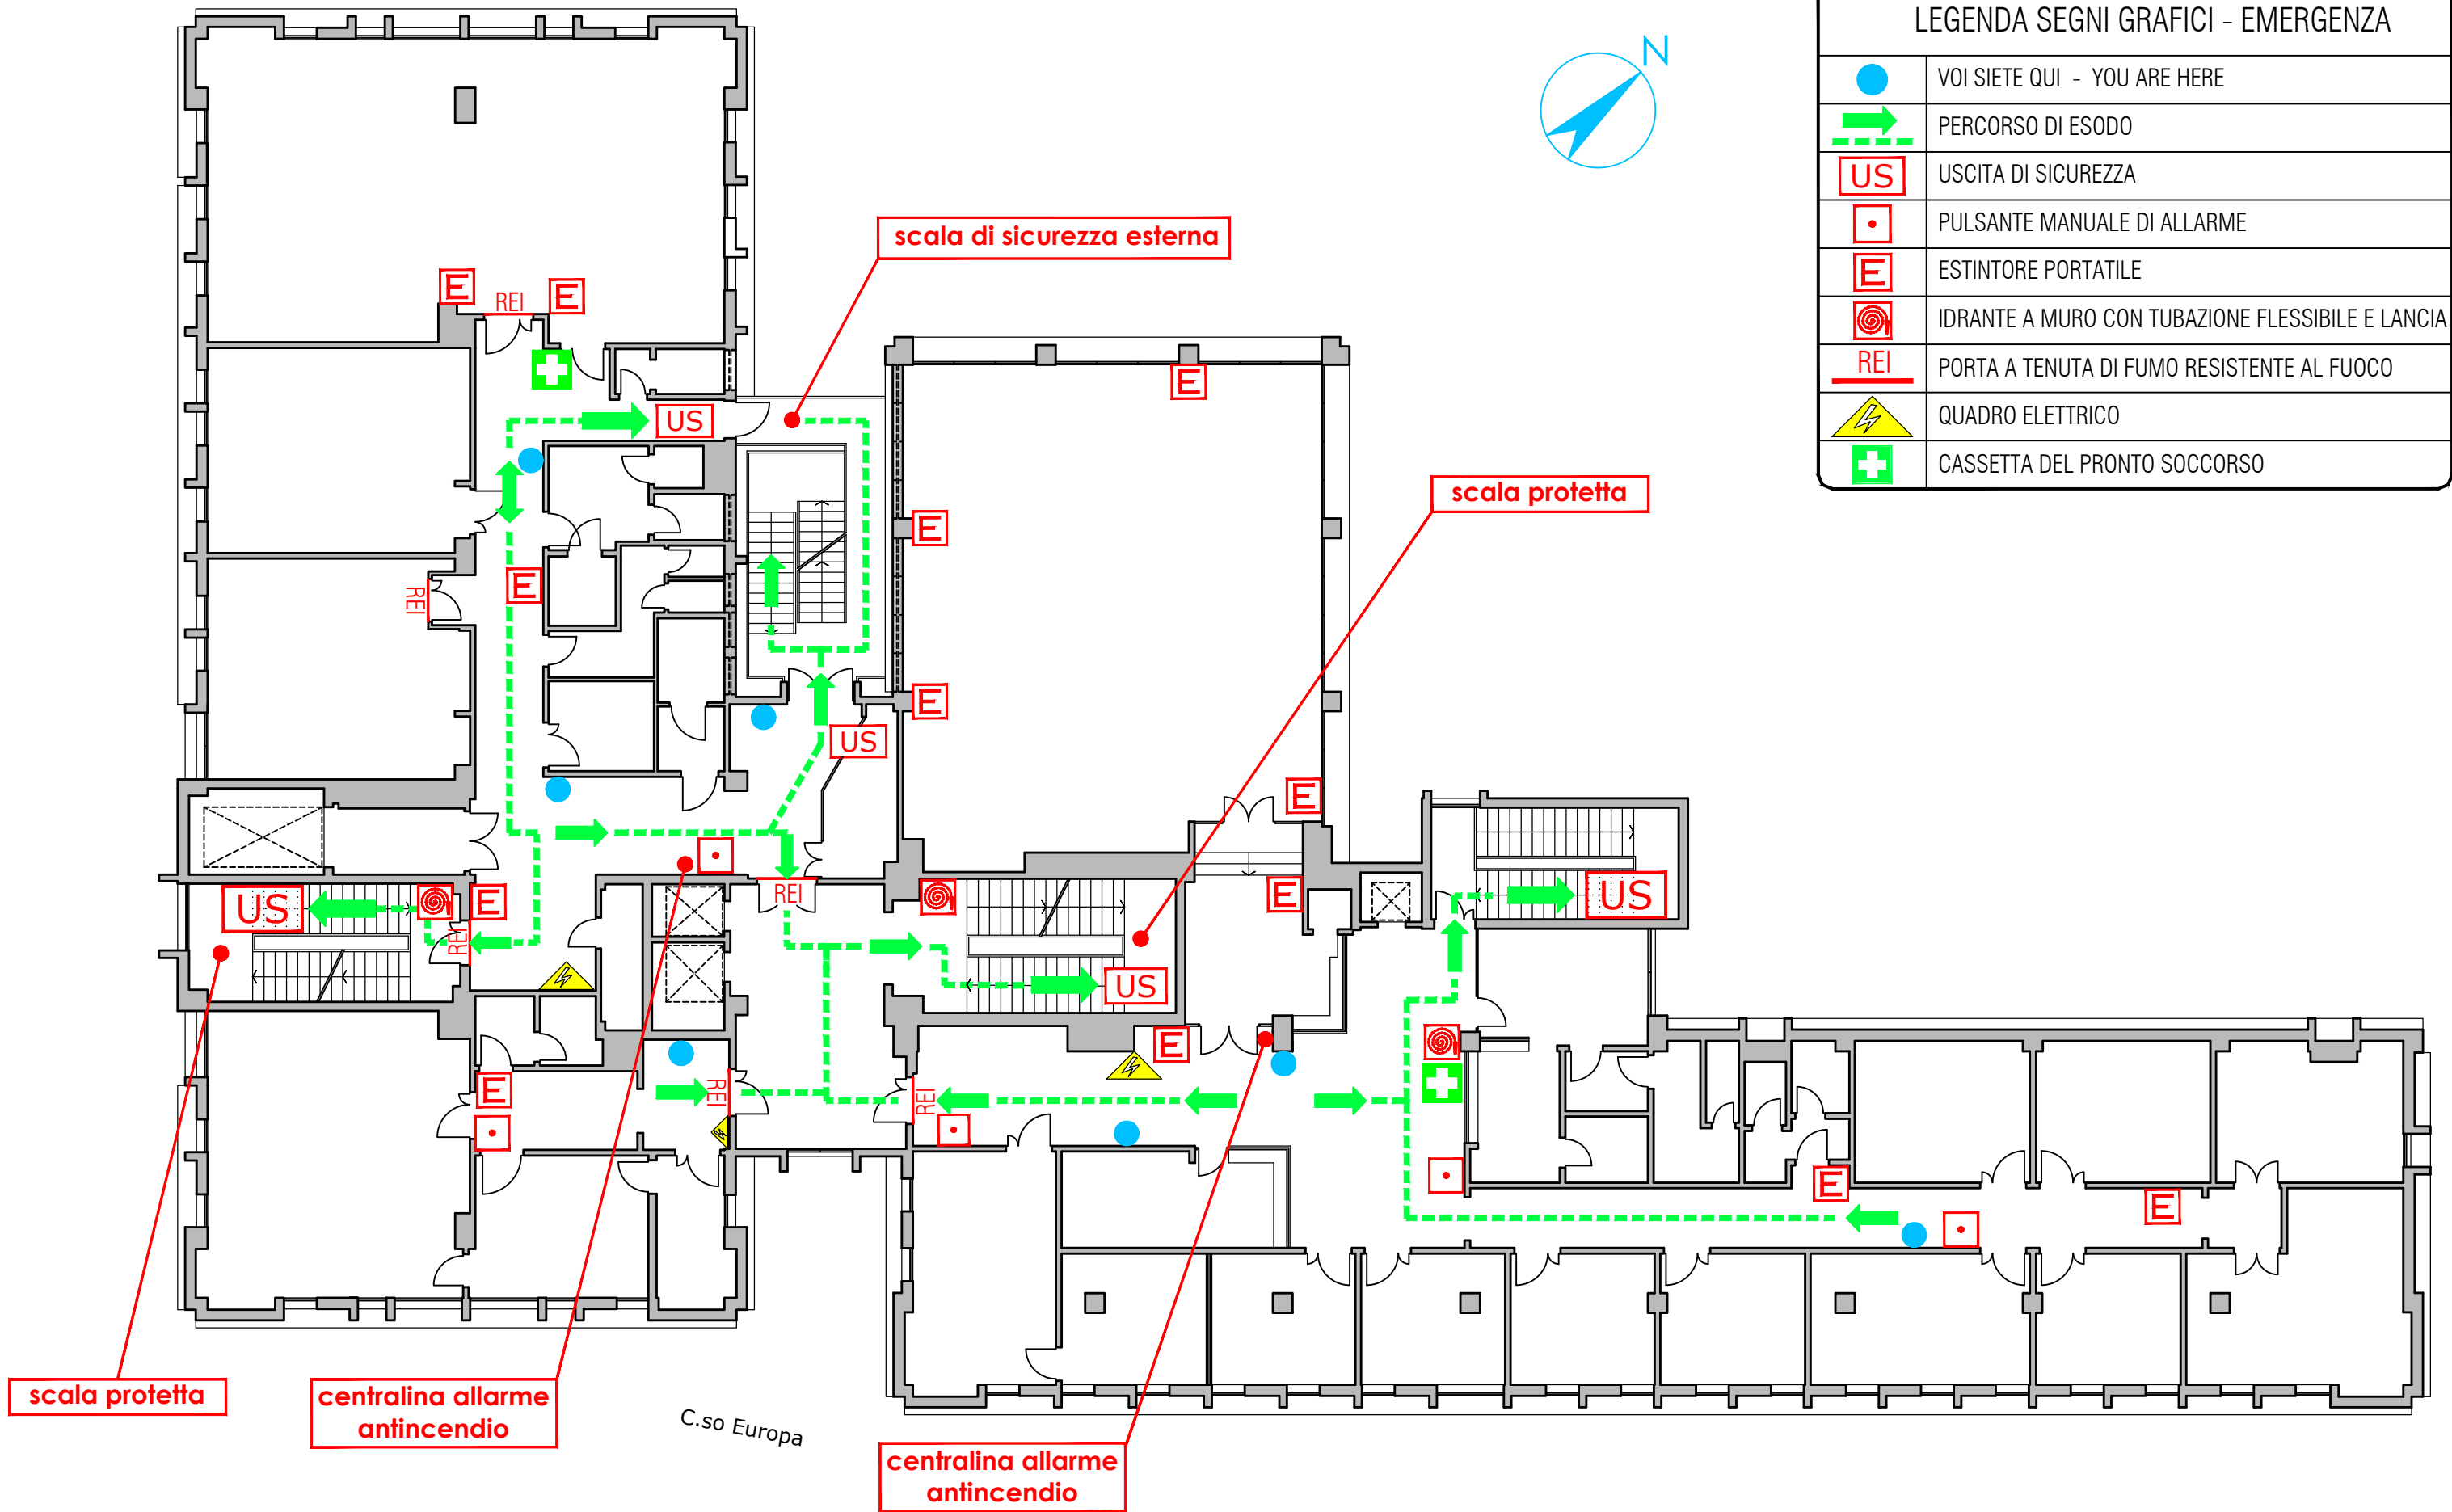 LEGENDA SEGNI GRAFICI - EMERGENZA
VOI SIETE QUI - YOU ARE HERE
PERCORSO DI ESODO
US USCITA DI SICUREZZA
PULSANTE MANUALE DI ALLARME
E ESTINTORE PORTATILE
IDRANTE A MURO CON TUBAZIONE FLESSIBILE E LANCIA
REI PORTA A TENUTA DI FUMO RESISTENTE AL FUOCO
QUADRO ELETTRICO
CASSETTA DEL PRONTO SOCCORSO
N
scala di sicurezza esterna
E
REI
E
E
US
scala protetta
E
E
REI
E
US
E
REI
US
E
E
US
REI
US
E
E
REI
REI
E
E
E
scala protetta
centralina allarme
antincendio
C.so Europa
centralina allarme
antincendio